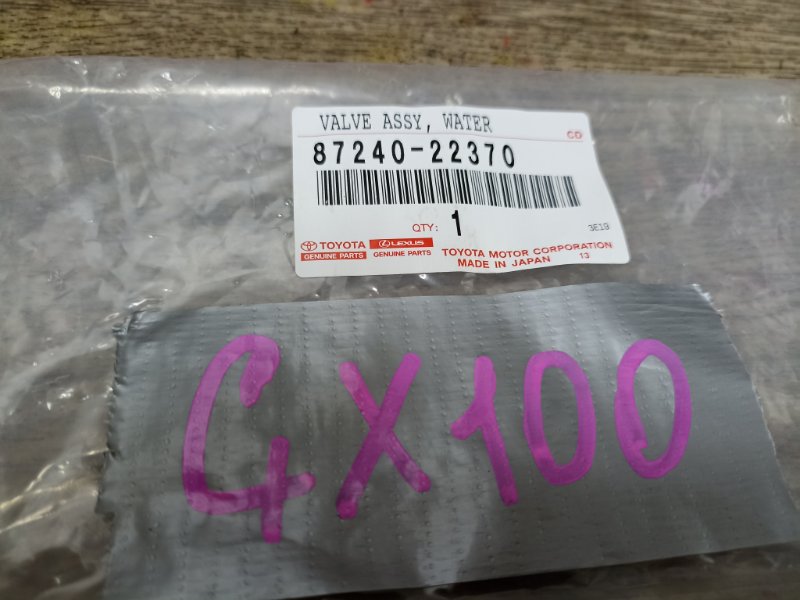 VALVE ASSY, WATER
CD
87240-22370
QTY: 1
3E19
TOYOTA LEXUS
GENUINE PARTS GENUINE PARTS
TOYOTA MOTOR CORPORATION
MADE IN JAPAN 13
GX100